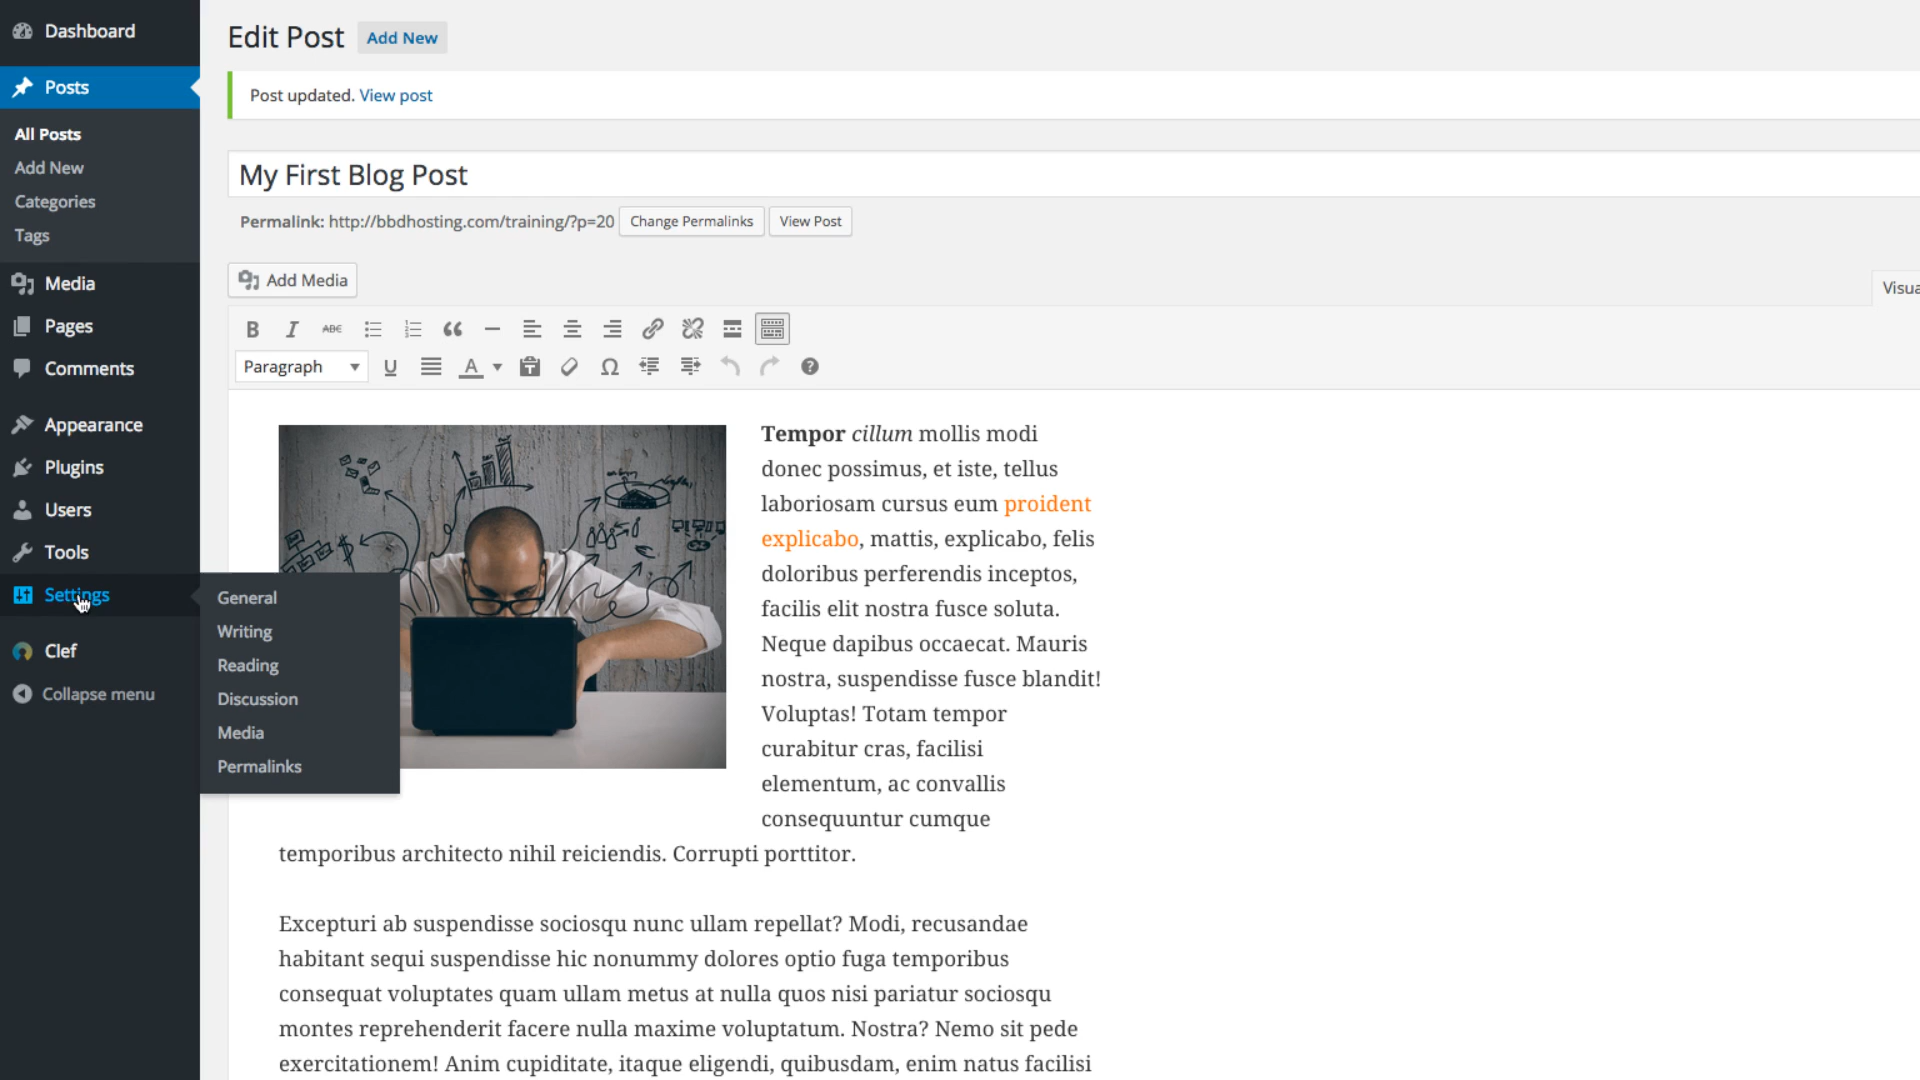 Dashboard
Posts
All Posts
Add New
Categories
Tags
Media
Pages
Comments
Appearance
Plugins
Users
Tools
Settings
General
Writing
Reading
Discussion
Media
Permalinks
Clef
Collapse menu
Edit Post Add New
Post updated. View post
My First Blog Post
Permalink: http://bbdhosting.com/training/?p=20 Change Permalinks View Post
Add Media
Visua
B I ABC
Paragraph U A Ω
Tempor cillum mollis modi
donec possimus, et iste, tellus
laboriosam cursus eum proident
explicabo, mattis, explicabo, felis
doloribus perferendis inceptos,
facilis elit nostra fusce soluta.
Neque dapibus occaecat. Mauris
nostra, suspendisse fusce blandit!
Voluptas! Totam tempor
curabitur cras, facilisi
elementum, ac convallis
consequuntur cumque
temporibus architecto nihil reiciendis. Corrupti porttitor.
Excepturi ab suspendisse sociosqu nunc ullam repellat? Modi, recusandae
habitant sequi suspendisse hic nonummy dolores optio fuga temporibus
consequat voluptates quam ullam metus at nulla quos nisi pariatur sociosqu
montes reprehenderit facere nulla maxime voluptatum. Nostra? Nemo sit pede
exercitationem! Anim cupiditate, itaque eligendi, quibusdam, enim natus facilisi